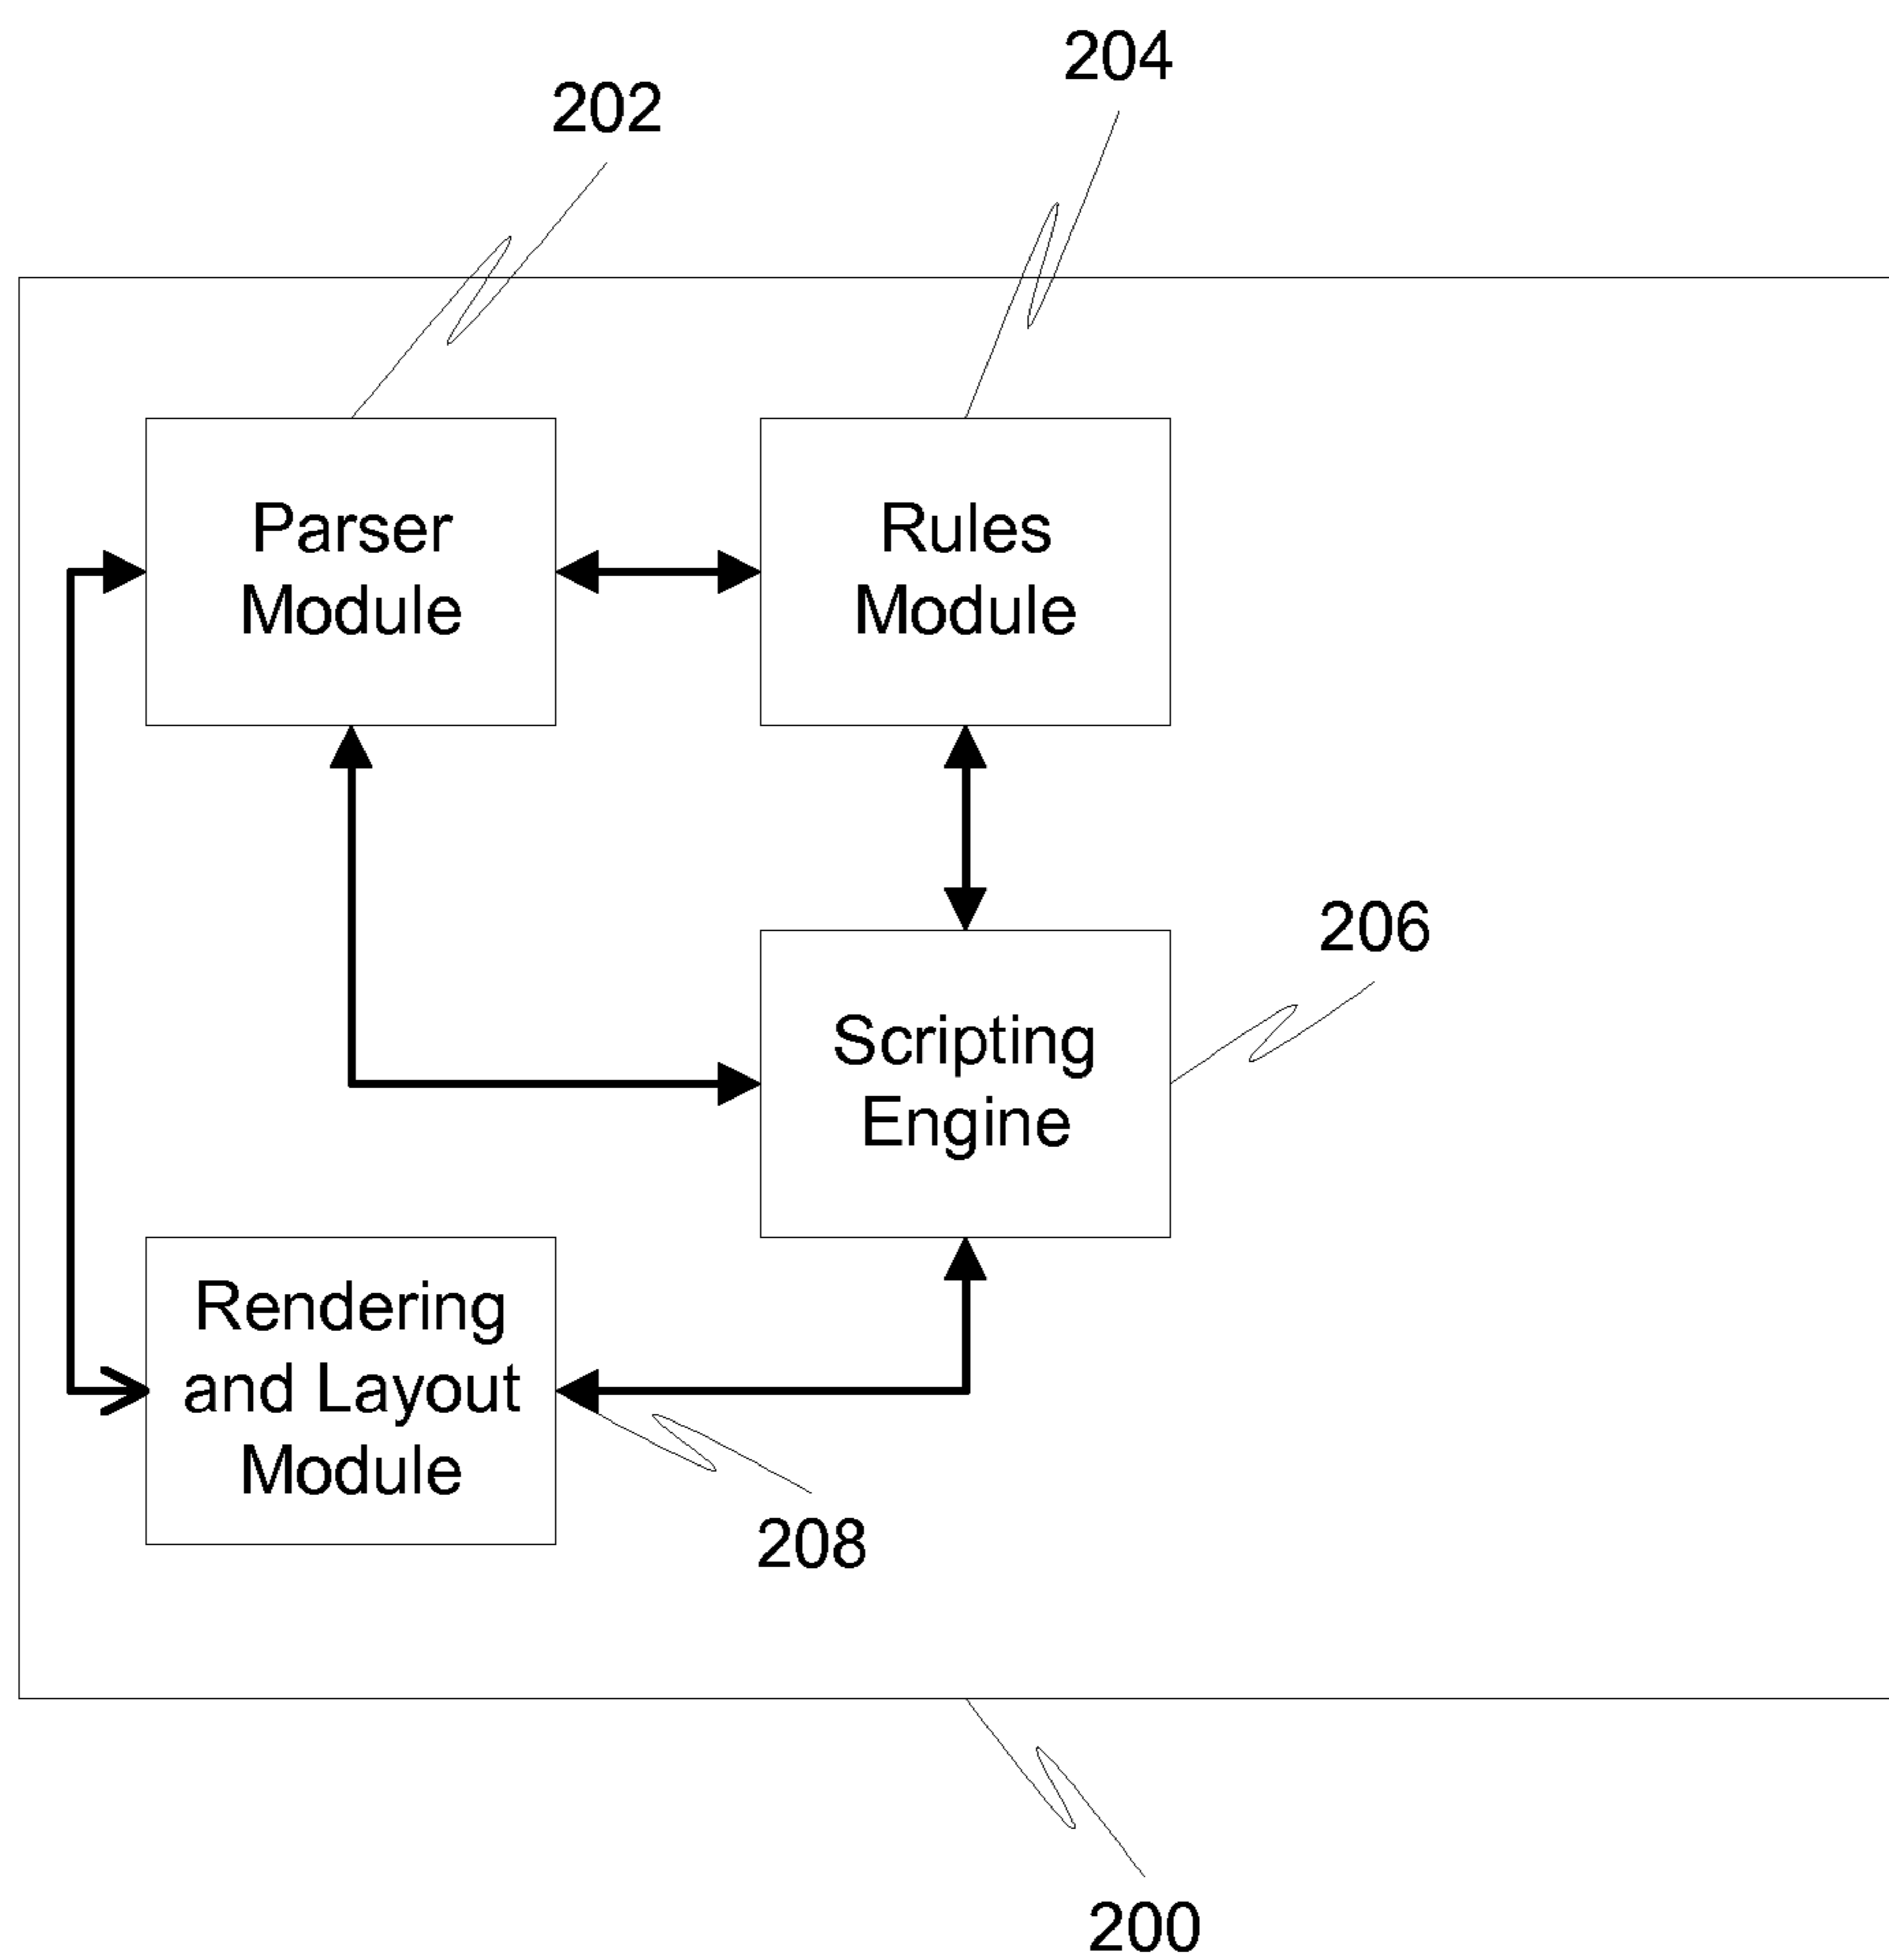 204
202
Parser
Module
Rules
Module
206
Scripting
Engine
Rendering
and Layout
Module
208
200